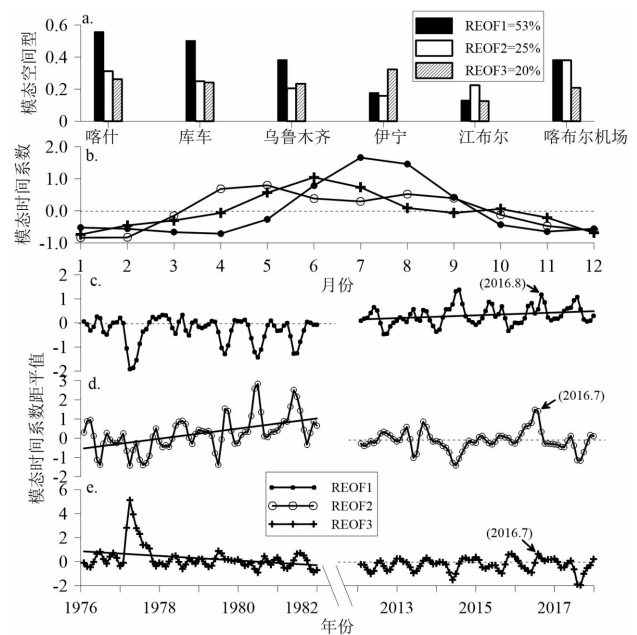 a.
REOF1=53%
REOF2=25%
REOF3=20%
模态空间型
0.6
0.4
0.2
0
喀什 库车 乌鲁木齐 伊宁 江布尔 喀布尔机场
b.
模态时间系数
2.0
1.0
0.0
-1.0
1 2 3 4 5 6 7 8 9 10 11 12
月份
c.
2
1
0
-1
-2
(2016.8)
模态时间系数距平值
d.
3
2
1
0
-1
-2
(2016.7)
e.
6
4
2
0
-2
REOF1
REOF2
REOF3
(2016.7)
1976 1978 1980 1982 2013 2015 2017
年份